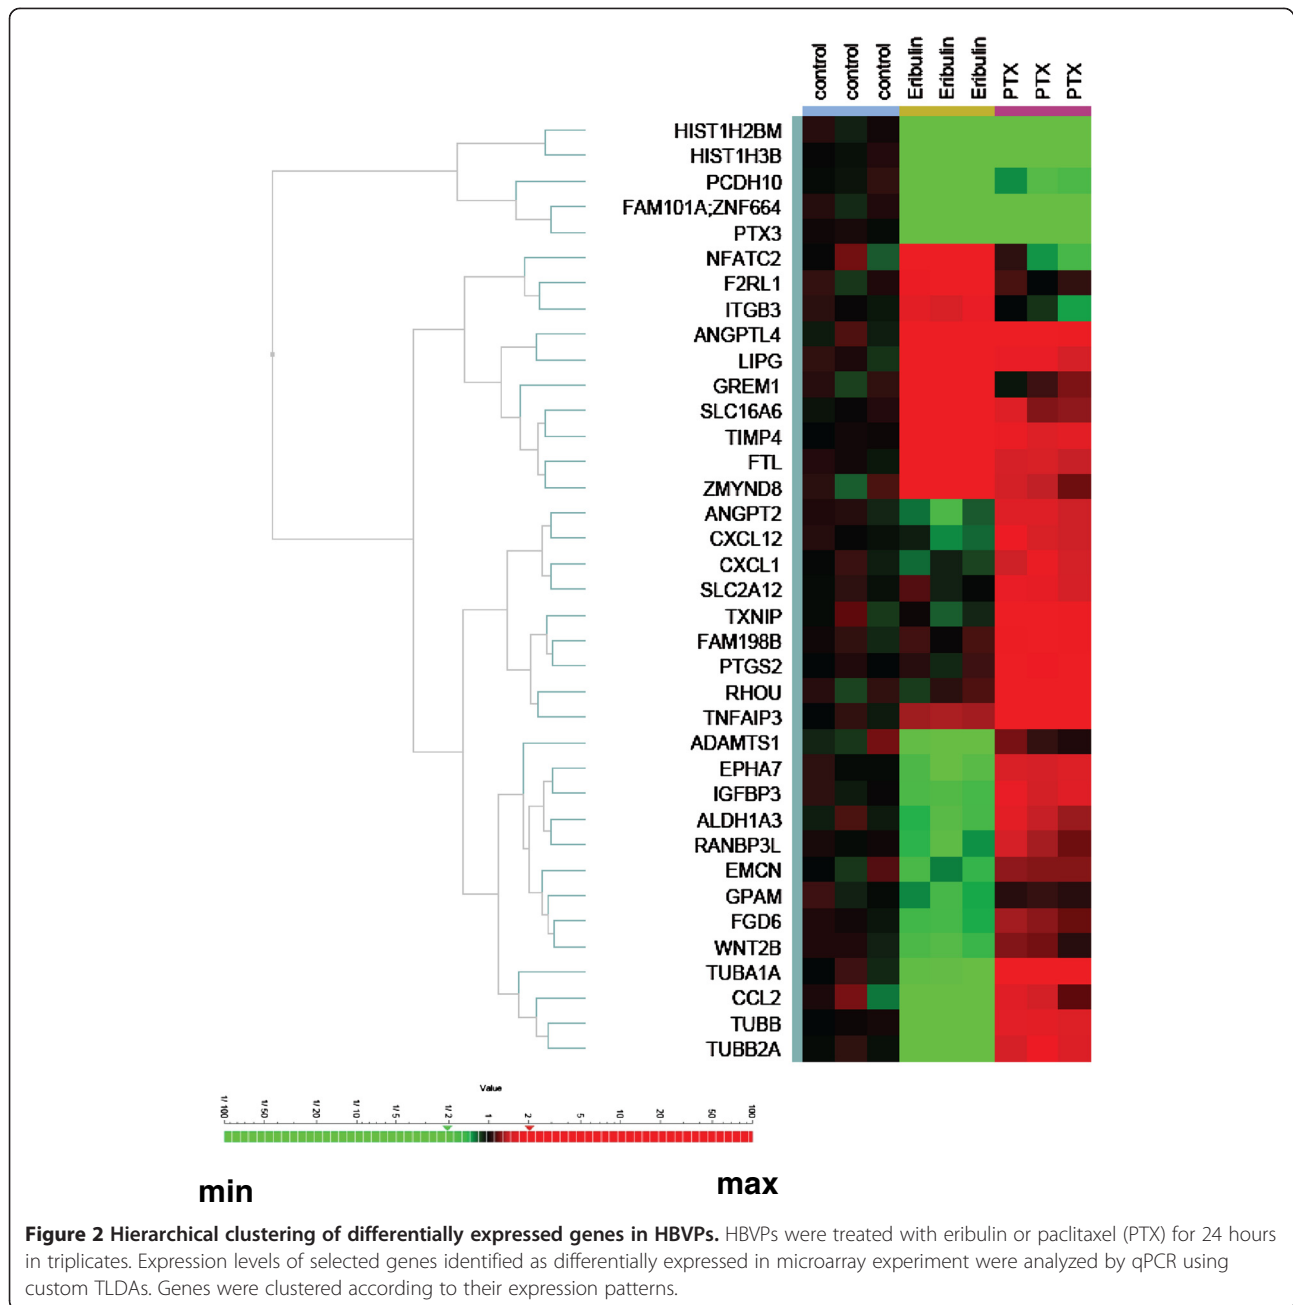 control control control Eribulin Eribulin Eribulin PTX PTX PTX
HIST1H2BM
HIST1H3B
PCDH10
FAM101A;ZNF664
PTX3
NFATC2
F2RL1
ITGB3
ANGPTL4
LIPG
GREM1
SLC16A6
TIMP4
FTL
ZMYND8
ANGPT2
CXCL12
CXCL1
SLC2A12
TXNIP
FAM198B
PTGS2
RHOU
TNFAIP3
ADAMTS1
EPHA7
IGFBP3
ALDH1A3
RANBP3L
EMCN
GPAM
FGD6
WNT2B
TUBA1A
CCL2
TUBB
TUBB2A
Value
1/100 1/50 1/20 1/10 1/5 1/2 1 2 5 10 20 50 100
min max
Figure 2 Hierarchical clustering of differentially expressed genes in HBVPs. HBVPs were treated with eribulin or paclitaxel (PTX) for 24 hours
in triplicates. Expression levels of selected genes identified as differentially expressed in microarray experiment were analyzed by qPCR using
custom TLDAs. Genes were clustered according to their expression patterns.